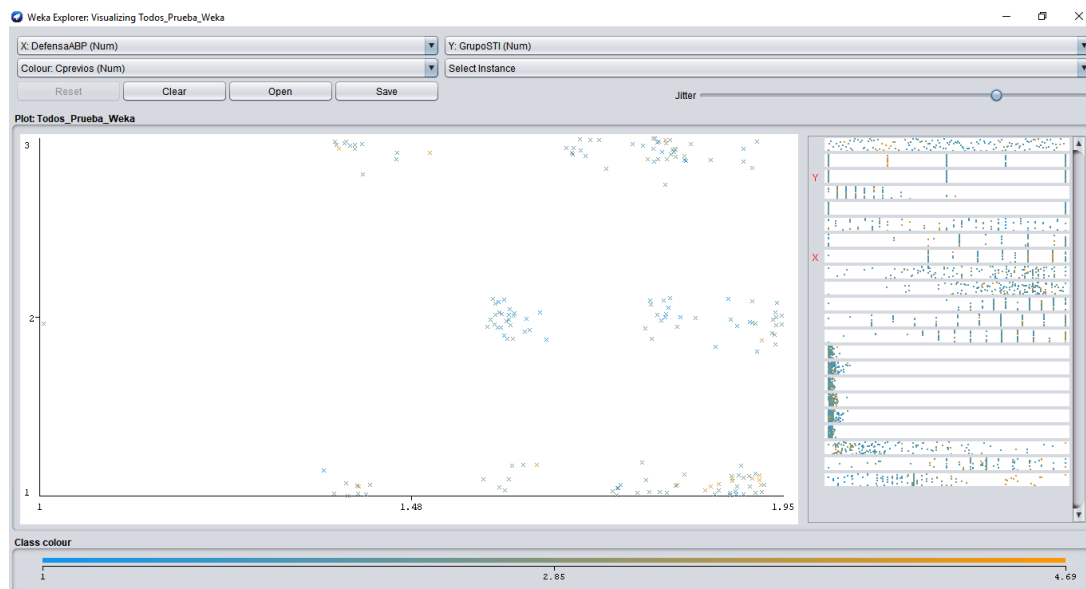 Weka Explorer: Visualizing Todos_Prueba_Weka
X: DefensaABP (Num) Y: GrupoSTI (Num)
Colour: Cprevios (Num) Select Instance
Reset Clear Open Save Jitter
Plot: Todos_Prueba_Weka
3
2
1
1 1.48 1.95
Y
X
Class colour
1 2.85 4.69